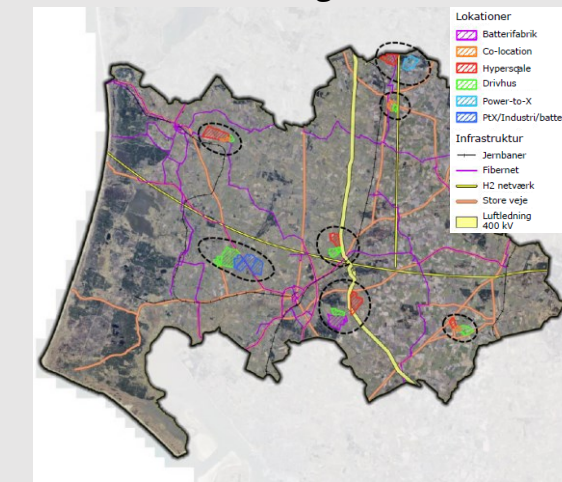 Lokationer
Batterifabrik
Co-location
Hyperscale
Drivhus
Power-to-X
PtX/Industri/batte
Infrastruktur
Jernbaner
Fibernet
H2 netværk
Store veje
Luftledning
400 kV